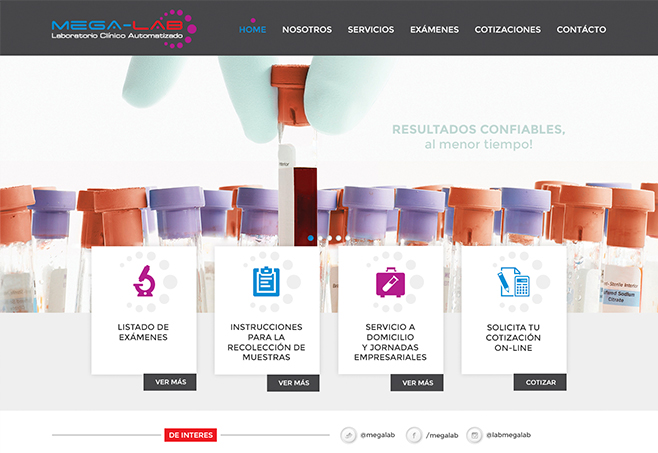 MEGA-LAB
Laboratorio Clínico Automatizado
HOME NOSOTROS SERVICIOS EXÁMENES COTIZACIONES CONTÁCTO
RESULTADOS CONFIABLES,
al menor tiempo!
LISTADO DE
EXÁMENES
VER MÁS
INSTRUCCIONES
PARA LA
RECOLECCIÓN DE
MUESTRAS
VER MÁS
SERVICIO A
DOMICILIO
Y JORNADAS
EMPRESARIALES
VER MÁS
SOLICITA TU
COTIZACIÓN
ON-LINE
COTIZAR
Sodium
Citrate
DE INTERES
@megalab
/megalab
@labmegalab